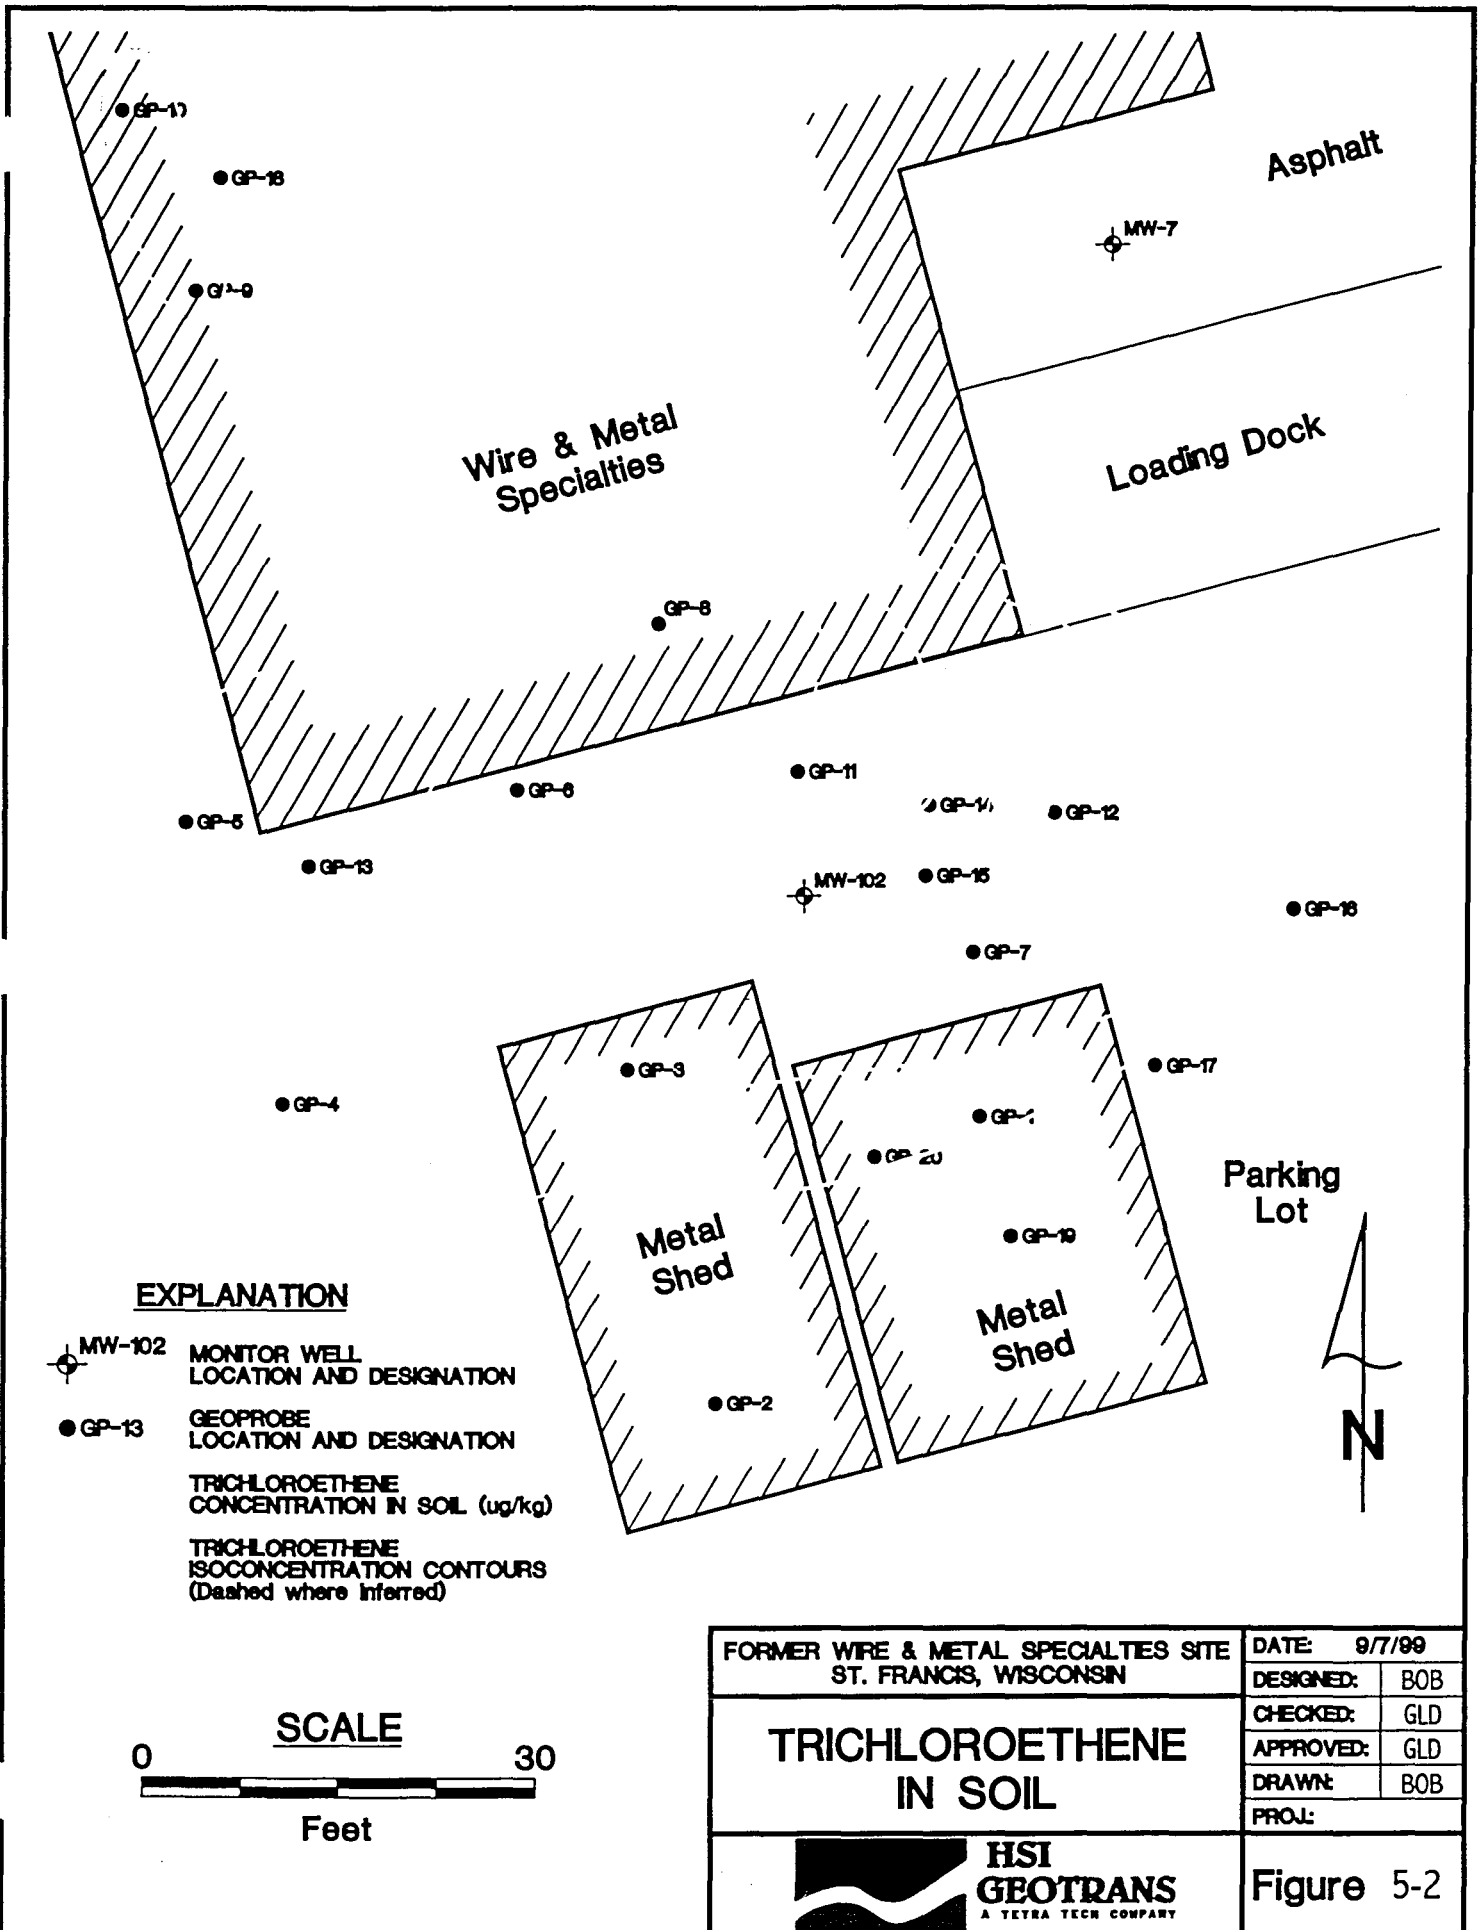 GP-18
Asphalt
MW-7
Wire & Metal
Specialties
Loading Dock
GP-8
GP-11
GP-6
GP-12
GP-5
GP-13
MW-102
GP-15
GP-16
GP-7
GP-3
GP-17
GP-4
GP-20
Parking
Lot
Metal
Shed
GP-19
Metal
Shed
GP-2
N
EXPLANATION
MW-102
MONITOR WELL
LOCATION AND DESIGNATION
GP-13
GEOPROBE
LOCATION AND DESIGNATION
TRICHLOROETHENE
CONCENTRATION IN SOIL (ug/kg)
TRICHLOROETHENE
ISOCONCENTRATION CONTOURS
(Dashed where inferred)
SCALE
0 30
Feet
FORMER WIRE & METAL SPECIALTIES SITE
ST. FRANCIS, WISCONSIN
TRICHLOROETHENE
IN SOIL
DATE: 9/7/99
DESIGNED: BOB
CHECKED: GLD
APPROVED: GLD
DRAWN: BOB
PROJ.:
HSI
GEOTRANS
A TETRA TECH COMPANY
Figure 5-2